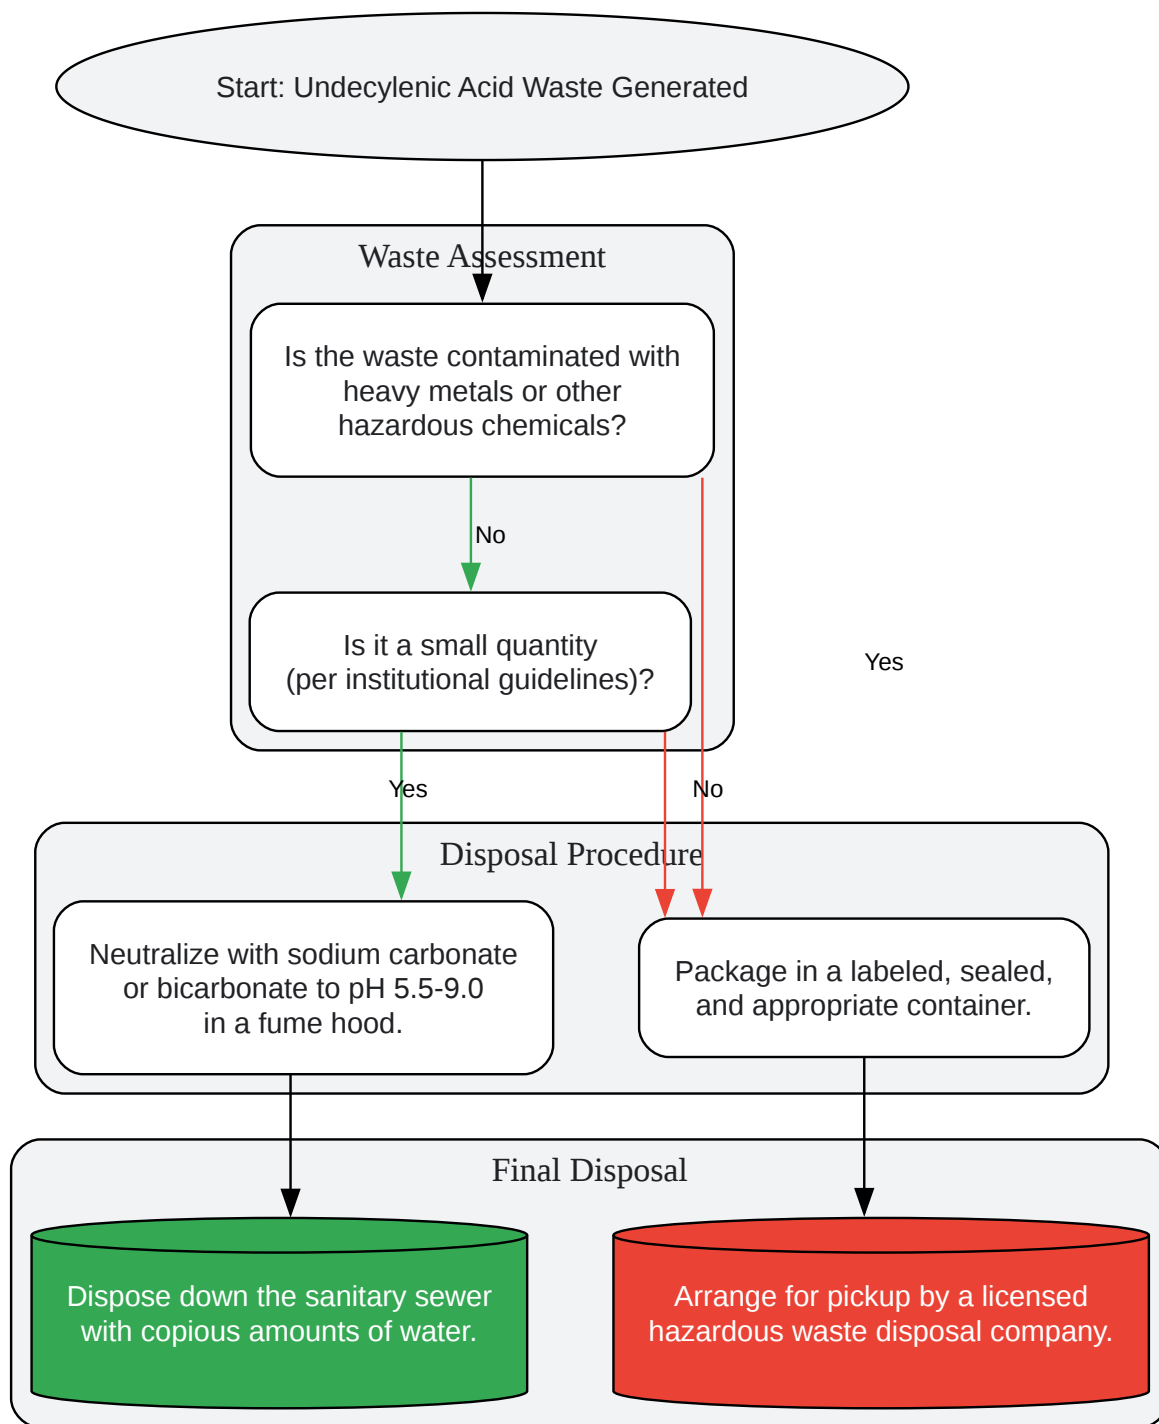 Start: Undecylenic Acid Waste Generated
Waste Assessment
Is the waste contaminated with
heavy metals or other
hazardous chemicals?
No
Is it a small quantity
(per institutional guidelines)?
Yes
Yes
No
Disposal Procedure
Neutralize with sodium carbonate
or bicarbonate to pH 5.5-9.0
in a fume hood.
Package in a labeled, sealed,
and appropriate container.
Final Disposal
Dispose down the sanitary sewer
with copious amounts of water.
Arrange for pickup by a licensed
hazardous waste disposal company.